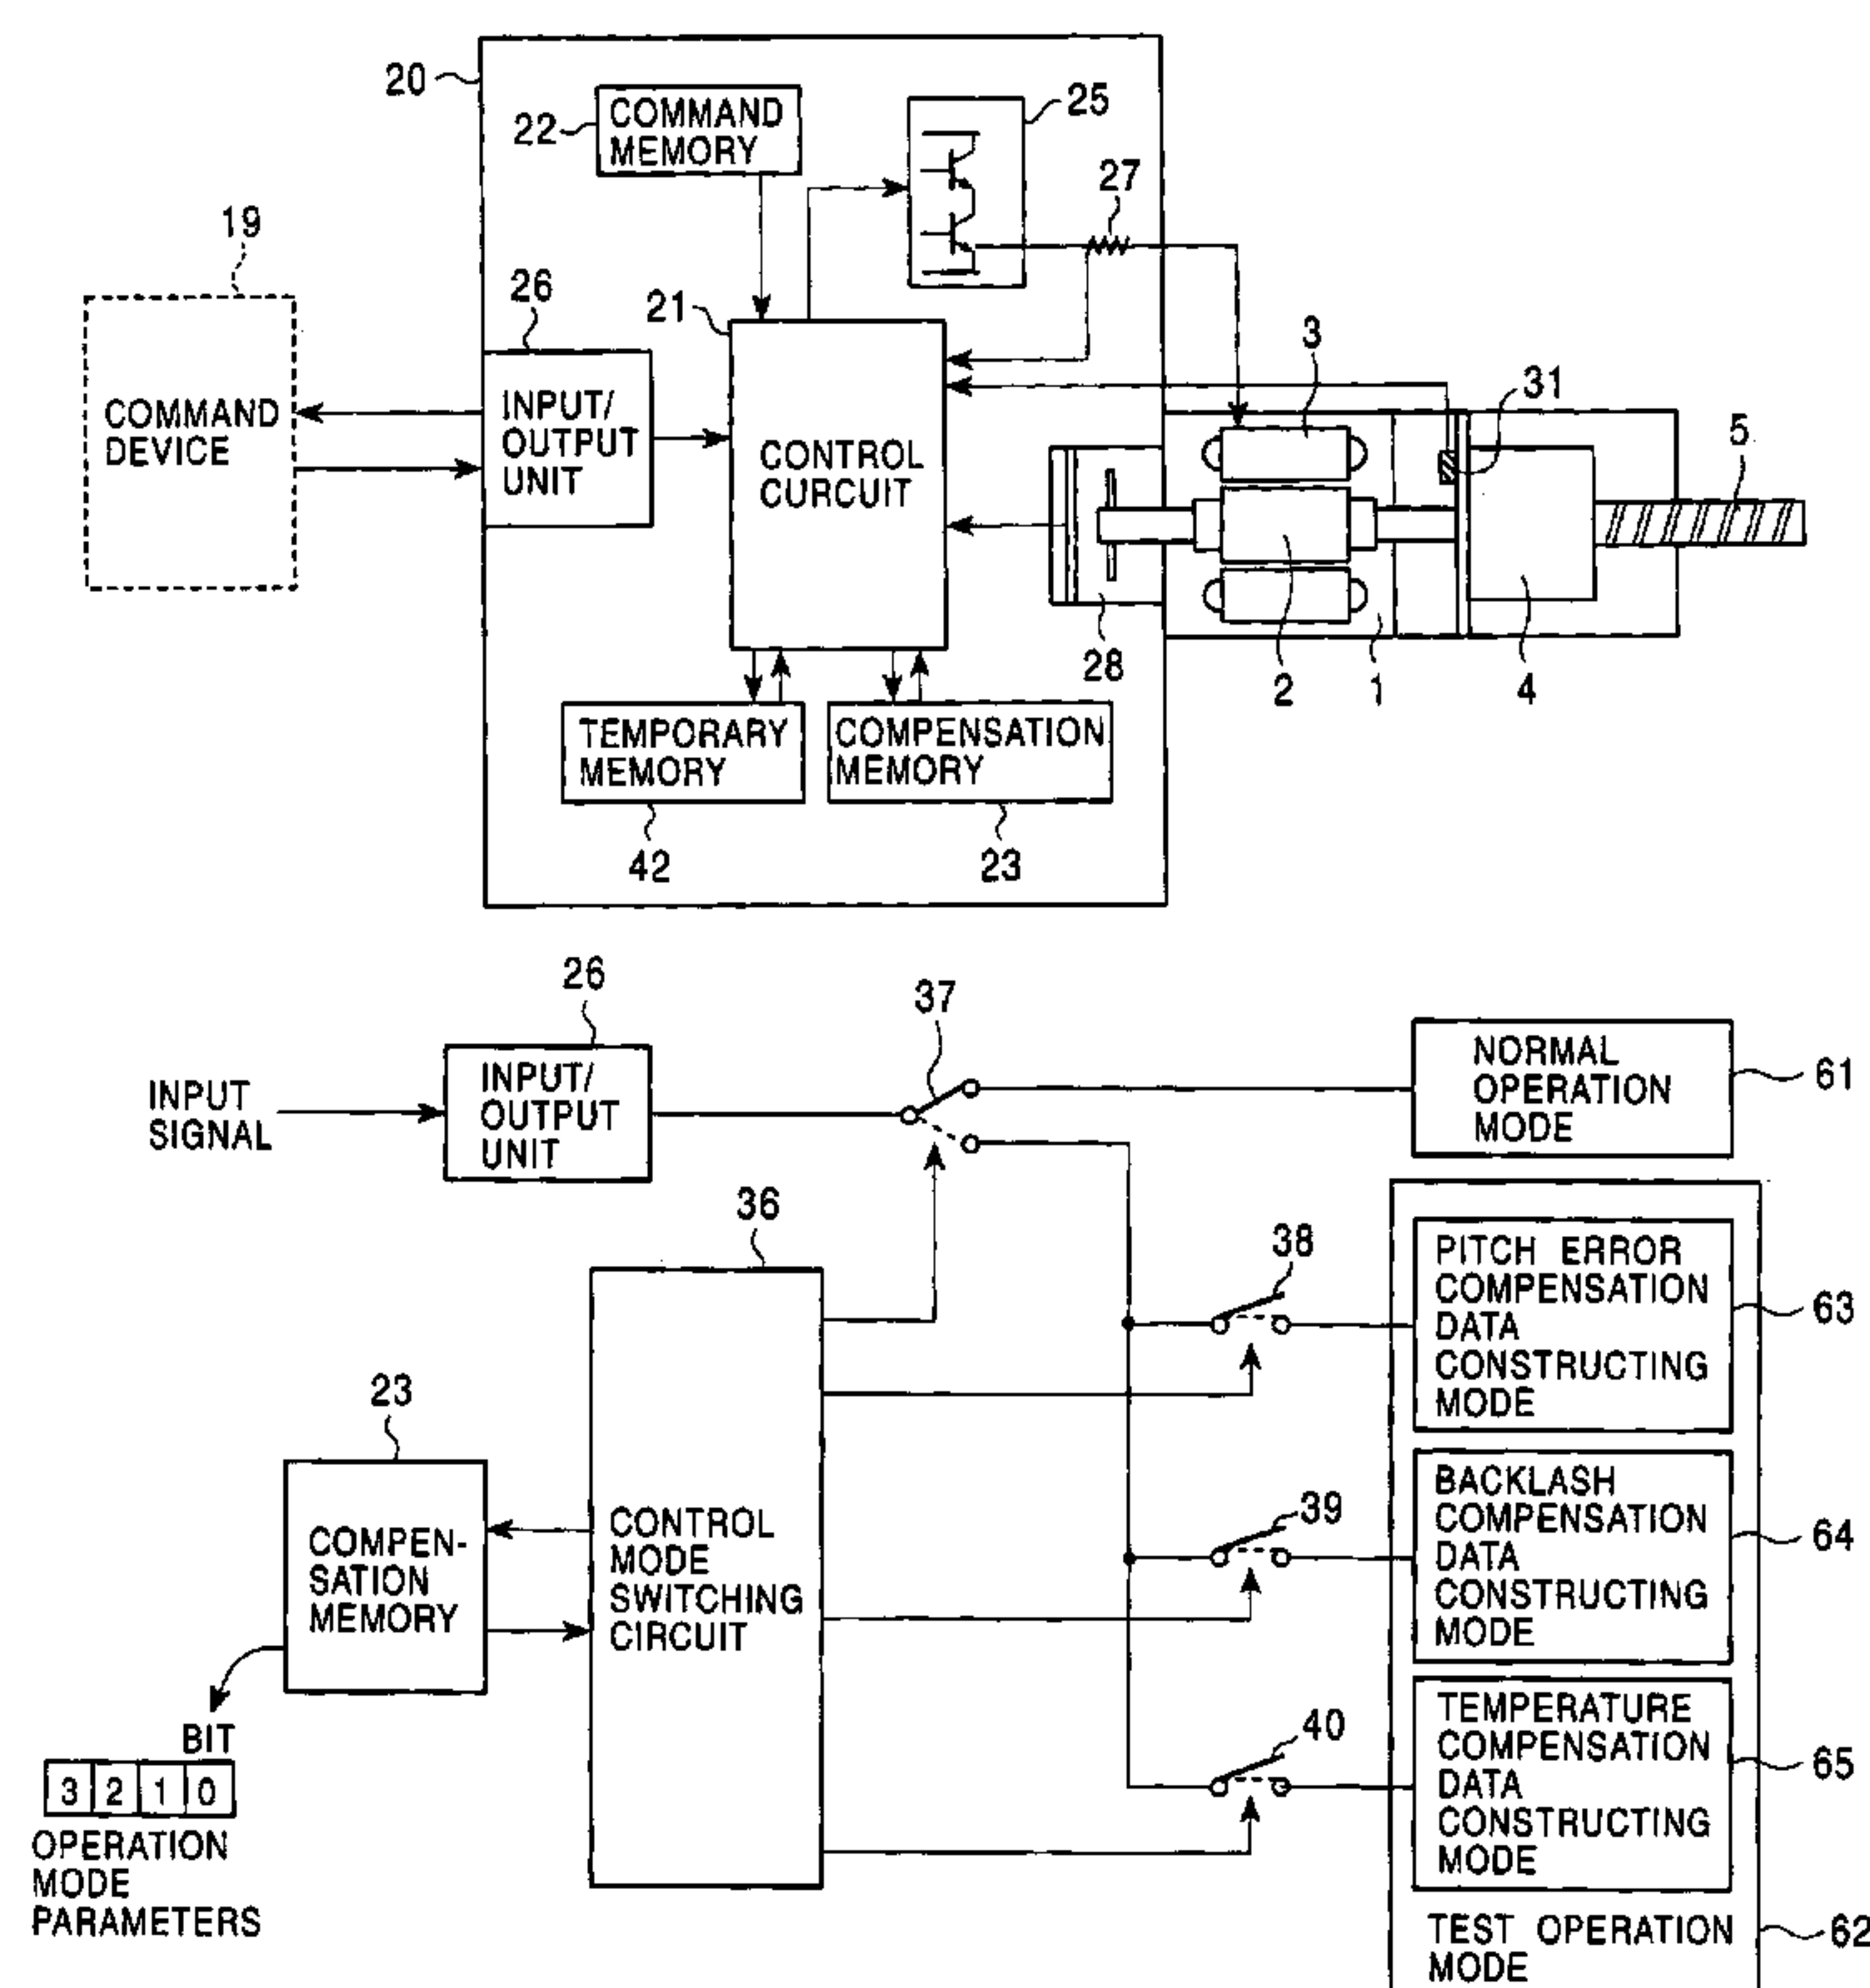 20
22
COMMAND
MEMORY
25
27
19
26
21
3
31
5
COMMAND
DEVICE
INPUT/
OUTPUT
UNIT
CONTROL
CURCUIT
28
2
1
4
TEMPORARY
MEMORY
COMPENSATION
MEMORY
42
23
26
37
INPUT
SIGNAL
INPUT/
OUTPUT
UNIT
NORMAL
OPERATION
MODE
61
36
38
PITCH ERROR
COMPENSATION
DATA
CONSTRUCTING
MODE
63
23
39
BACKLASH
COMPENSATION
DATA
CONSTRUCTING
MODE
64
COMPEN-
SATION
MEMORY
CONTROL
MODE
SWITCHING
CIRCUIT
BIT
3 2 1 0
OPERATION
MODE
PARAMETERS
40
TEMPERATURE
COMPENSATION
DATA
CONSTRUCTING
MODE
65
TEST OPERATION
MODE
62